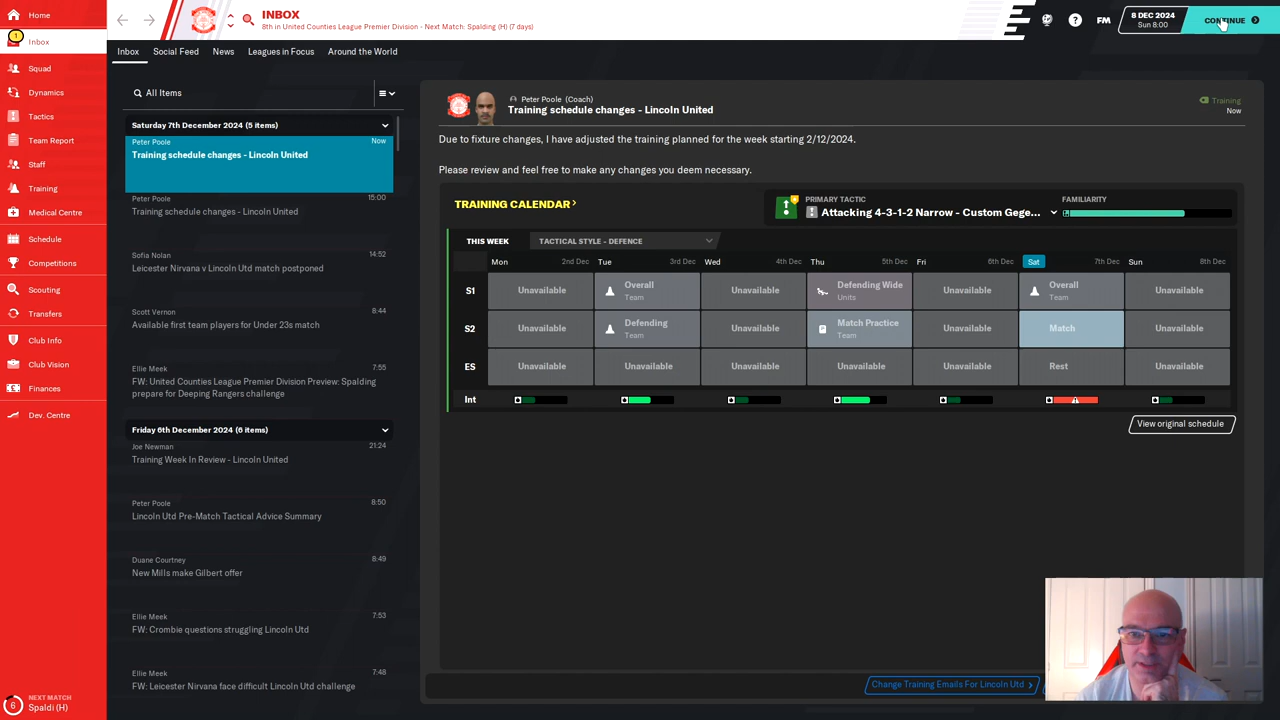 Home
INBOX
8th in United Counties League Premier Division - Next Match: Spalding (H) (7 days)
FM
8 DEC 2024
Sun 8:00
CONTINUE
1
Inbox
Inbox
Social Feed
News
Leagues in Focus
Around the World
Squad
Dynamics
Tactics
Team Report
Staff
Training
Medical Centre
Schedule
Competitions
Scouting
Transfers
Club Info
Club Vision
Finances
Dev. Centre
NEXT MATCH
6
Spaldi (H)
All Items
Saturday 7th December 2024 (5 items)
Peter Poole
Now
Training schedule changes - Lincoln United
Peter Poole
15:00
Training schedule changes - Lincoln United
Sofia Nolan
14:52
Leicester Nirvana v Lincoln Utd match postponed
Scott Vernon
8:44
Available first team players for Under 23s match
Ellie Meek
7:55
FW: United Counties League Premier Division Preview: Spalding
prepare for Deeping Rangers challenge
Friday 6th December 2024 (6 items)
Joe Newman
21:24
Training Week In Review - Lincoln United
Peter Poole
8:50
Lincoln Utd Pre-Match Tactical Advice Summary
Duane Courtney
8:49
New Mills make Gilbert offer
Ellie Meek
7:53
FW: Crombie questions struggling Lincoln Utd
Ellie Meek
7:48
FW: Leicester Nirvana face difficult Lincoln Utd challenge
Peter Poole (Coach)
Training schedule changes - Lincoln United
Training
Now
Due to fixture changes, I have adjusted the training planned for the week starting 2/12/2024.
Please review and feel free to make any changes you deem necessary.
TRAINING CALENDAR
PRIMARY TACTIC
Attacking 4-3-1-2 Narrow - Custom Gege...
FAMILIARITY
THIS WEEK
TACTICAL STYLE - DEFENCE
Mon 2nd Dec Tue 3rd Dec Wed 4th Dec Thu 5th Dec Fri 6th Dec Sat 7th Dec Sun 8th Dec
S1 Unavailable Overall Team Unavailable Defending Wide Units Unavailable Overall Team Unavailable
S2 Unavailable Defending Team Unavailable Match Practice Team Unavailable Match Unavailable
ES Unavailable Unavailable Unavailable Unavailable Unavailable Rest Unavailable
Int
View original schedule
Change Training Emails For Lincoln Utd